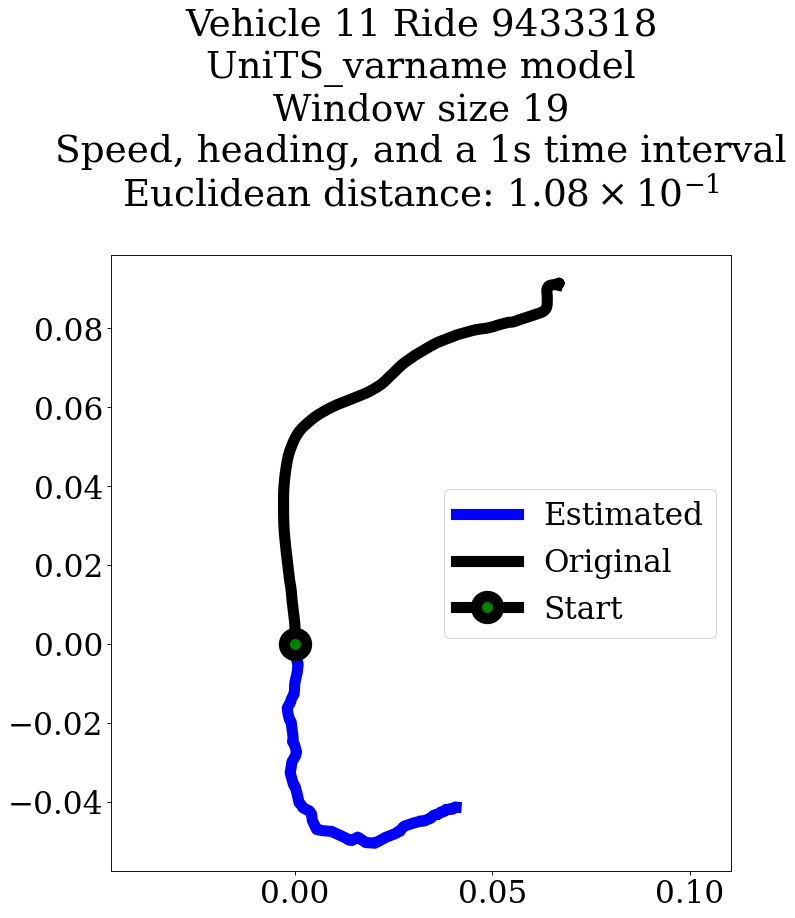 Vehicle 11 Ride 9433318
UniTS_varname model
Window size 19
Speed, heading, and a 1s time interval
Euclidean distance: 1.08 × 10⁻¹
0.08
0.06
0.04
0.02
0.00
−0.02
−0.04
Estimated
Original
Start
0.00 0.05 0.10